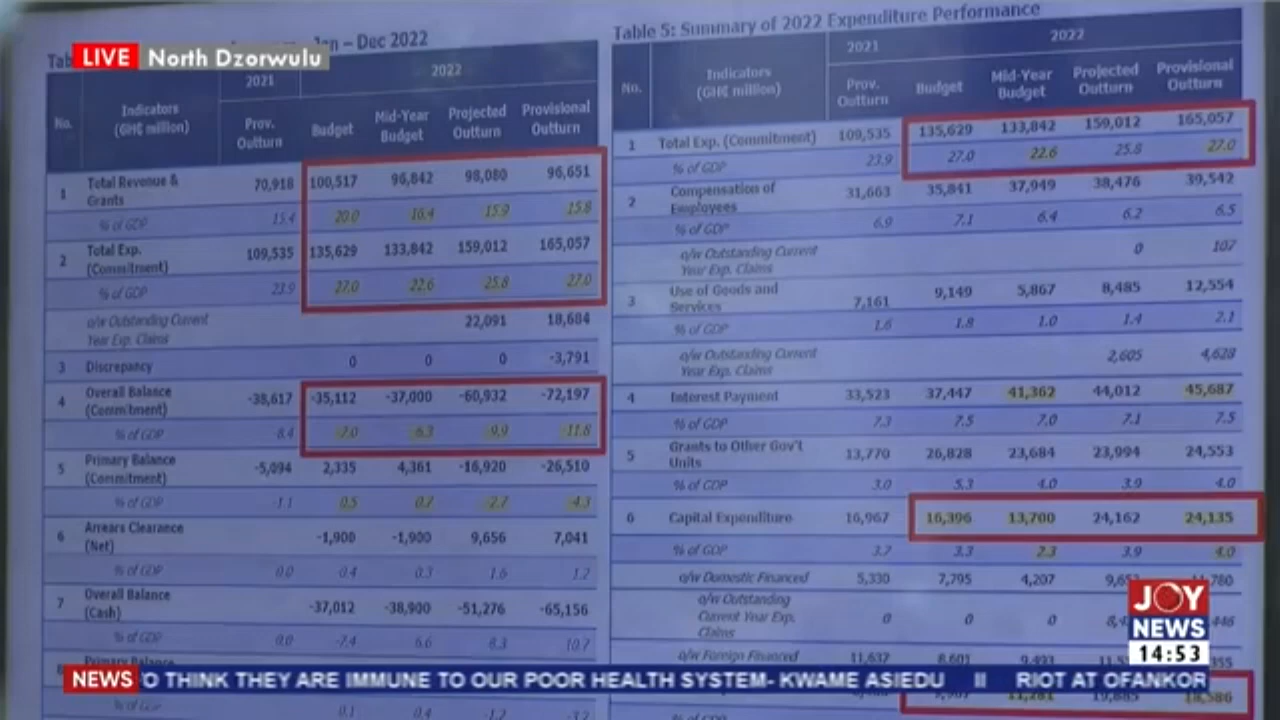 LIVE North Dzorwulu
Jan – Dec 2022
No. Indicators (GH¢ million) 2021 2022
Prov. Outturn Budget Mid-Year Budget Projected Outturn Provisional Outturn
1 Total Revenue & Grants 70,918 100,517 96,842 98,080 96,651
% of GDP 15.4 20.0 16.4 15.9 15.8
2 Total Exp. (Commitment) 109,535 135,629 133,842 159,012 165,057
% of GDP 23.9 27.0 22.6 25.8 27.0
o/w Outstanding Current Year Exp. Claims 22,091 18,684
3 Discrepancy 0 0 0 -3,791
4 Overall Balance (Commitment) -38,617 -35,112 -37,000 -60,932 -72,197
% of GDP 8.4 -7.0 6.3 -9.9 -11.8
5 Primary Balance (Commitment) -5,094 2,335 4,361 -16,920 -26,510
% of GDP -1.1 0.5 0.7 -2.7 -4.3
6 Arrears Clearance (Net) -1,900 -1,900 9,656 7,041
% of GDP 0.0 0.4 0.3 1.6 1.2
7 Overall Balance (Cash) -37,012 -38,900 -51,276 -65,156
% of GDP 0.0 -7.4 6.6 8.3 10.7
Primary Balance
% of GDP 0.1 0.4 -1.2 -3.2
Table 5: Summary of 2022 Expenditure Performance
No. Indicators (GH¢ million) 2021 2022
Prov. Outturn Budget Mid-Year Budget Projected Outturn Provisional Outturn
1 Total Exp. (Commitment) 109,535 135,629 133,842 159,012 165,057
% of GDP 23.9 27.0 22.6 25.8 27.0
2 Compensation of Employees 31,663 35,841 37,949 38,476 39,542
% of GDP 6.9 7.1 6.4 6.2 6.5
o/w Outstanding Current Year Exp. Claims 0 107
3 Use of Goods and Services 7,161 9,149 5,867 8,485 12,554
% of GDP 1.6 1.8 1.0 1.4 2.1
o/w Outstanding Current Year Exp. Claims 2,605 4,628
4 Interest Payment 33,523 37,447 41,362 44,012 45,687
% of GDP 7.3 7.5 7.0 7.1 7.5
5 Grants to Other Gov't Units 13,770 26,828 23,684 23,994 24,553
% of GDP 3.0 5.3 4.0 3.9 4.0
6 Capital Expenditure 16,967 16,396 13,700 24,162 24,135
% of GDP 3.7 3.3 2.3 3.9 4.0
o/w Domestic Financed 5,330 7,795 4,207
o/w Outstanding Current Year Exp. Claims 0 0 0
o/w Foreign Financed 11,637 8,601 9,493
JOY
NEWS
14:53
NEWS O THINK THEY ARE IMMUNE TO OUR POOR HEALTH SYSTEM- KWAME ASIEDU II RIOT AT OFANKOR